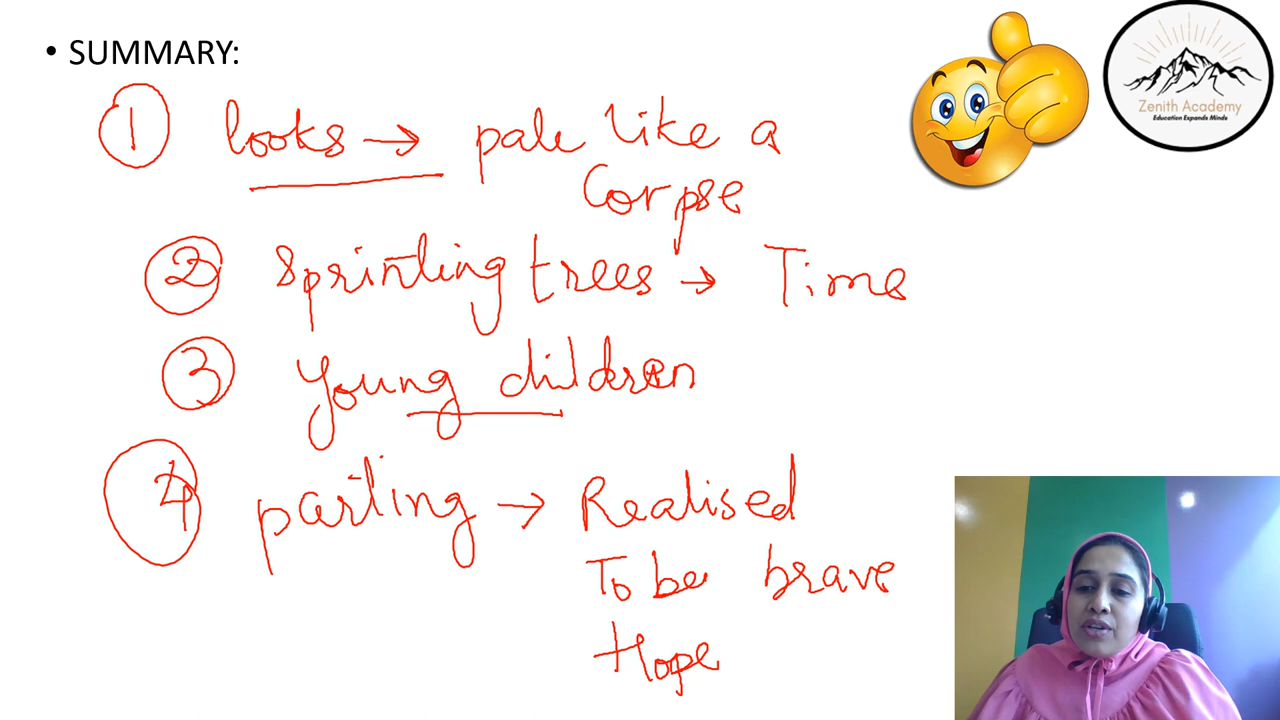 • SUMMARY:
1 looks → pale like a
corpse
2 Sprinting trees → Time
3 Young children
4 parting → Realised
To be brave
Hope
Zenith Academy
Education Expands Minds